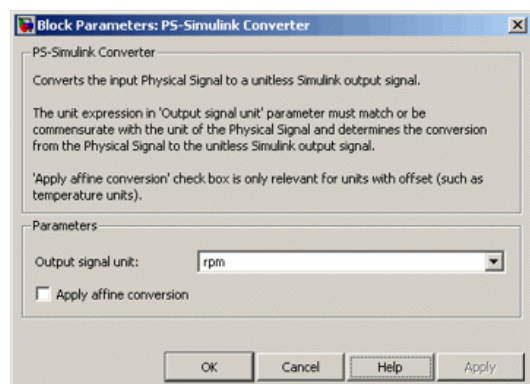 Block Parameters: PS-Simulink Converter
PS-Simulink Converter
Converts the input Physical Signal to a unitless Simulink output signal.
The unit expression in 'Output signal unit' parameter must match or be
commensurate with the unit of the Physical Signal and determines the conversion
from the Physical Signal to the unitless Simulink output signal.
'Apply affine conversion' check box is only relevant for units with offset (such as
temperature units).
Parameters
Output signal unit: rpm
Apply affine conversion
OK Cancel Help Apply